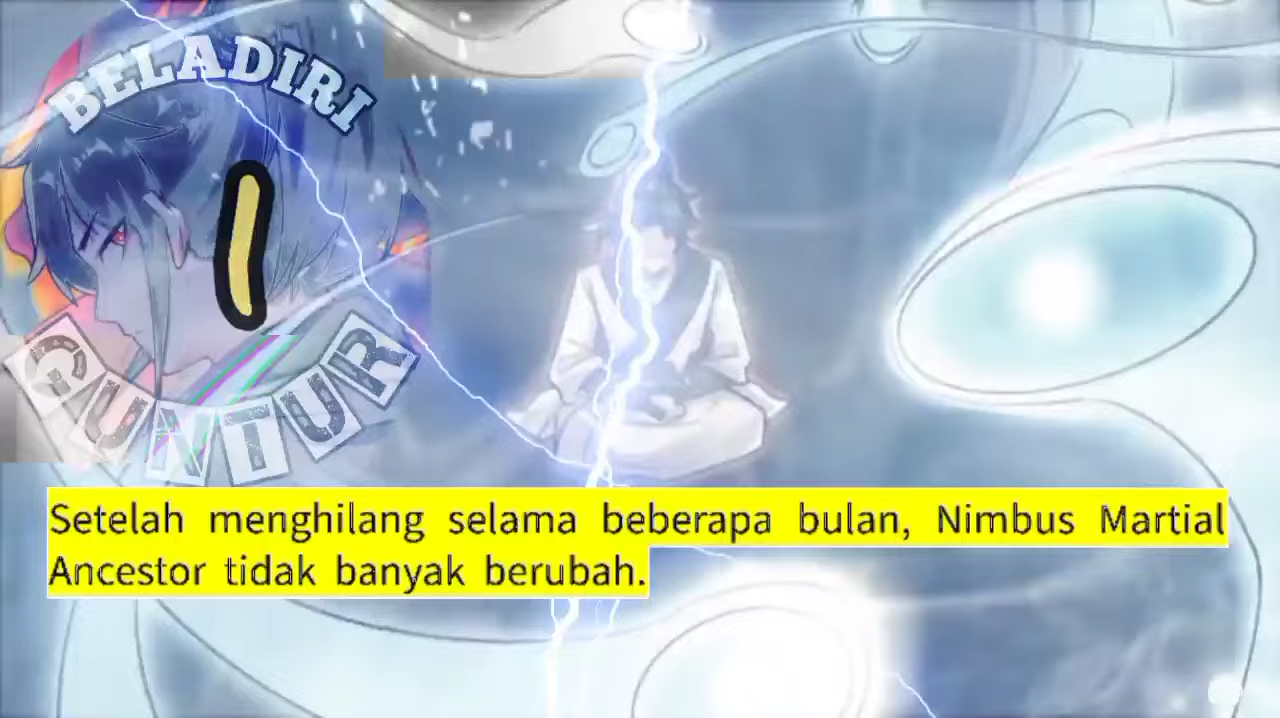 BELADIRI
GUNTUR
Setelah menghilang selama beberapa bulan, Nimbus Martial
Ancestor tidak banyak berubah.